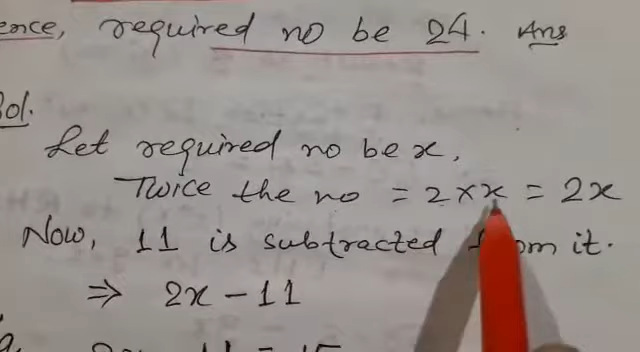 ence, required no be 24. Ans
Sol.
Let required no be x,
Twice the no = 2 × x = 2x
Now, 11 is subtracted from it.
⇒ 2x - 11